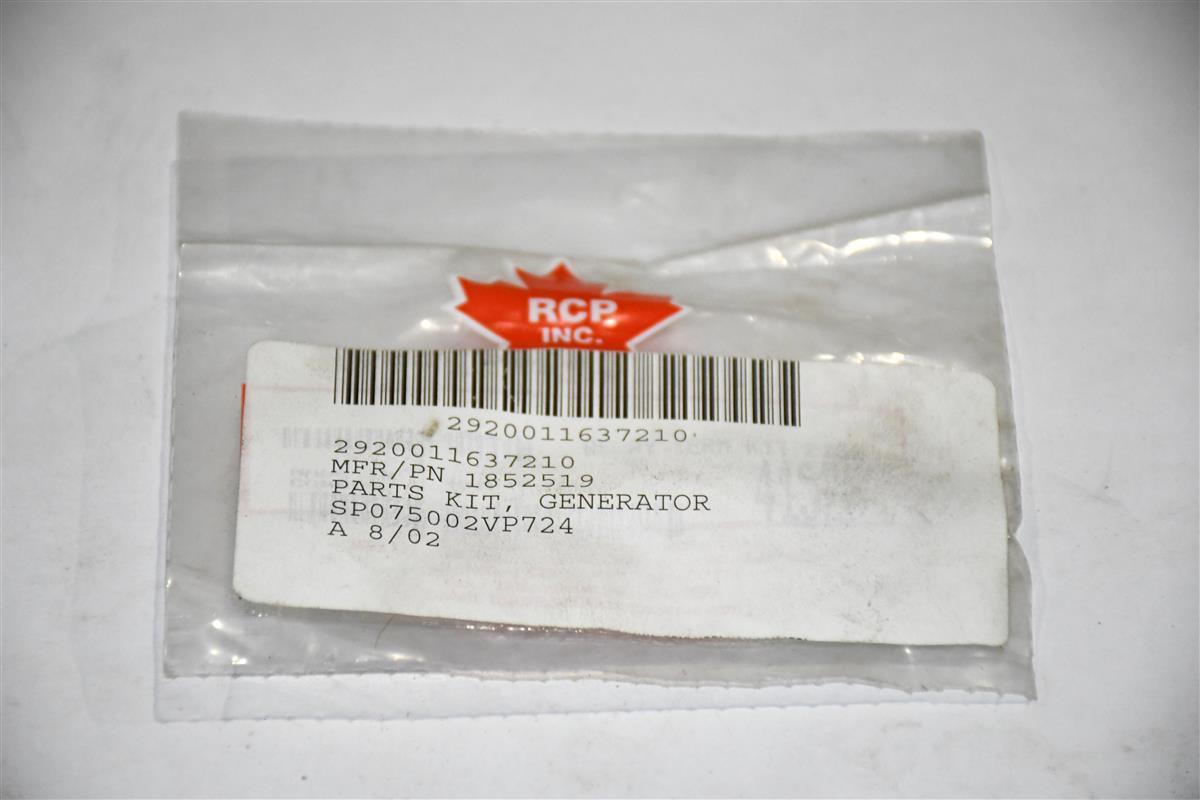 RCP
INC.
2920011637210
2920011637210
MFR/PN 1852519
PARTS KIT, GENERATOR
SP075002VP724
A 8/02